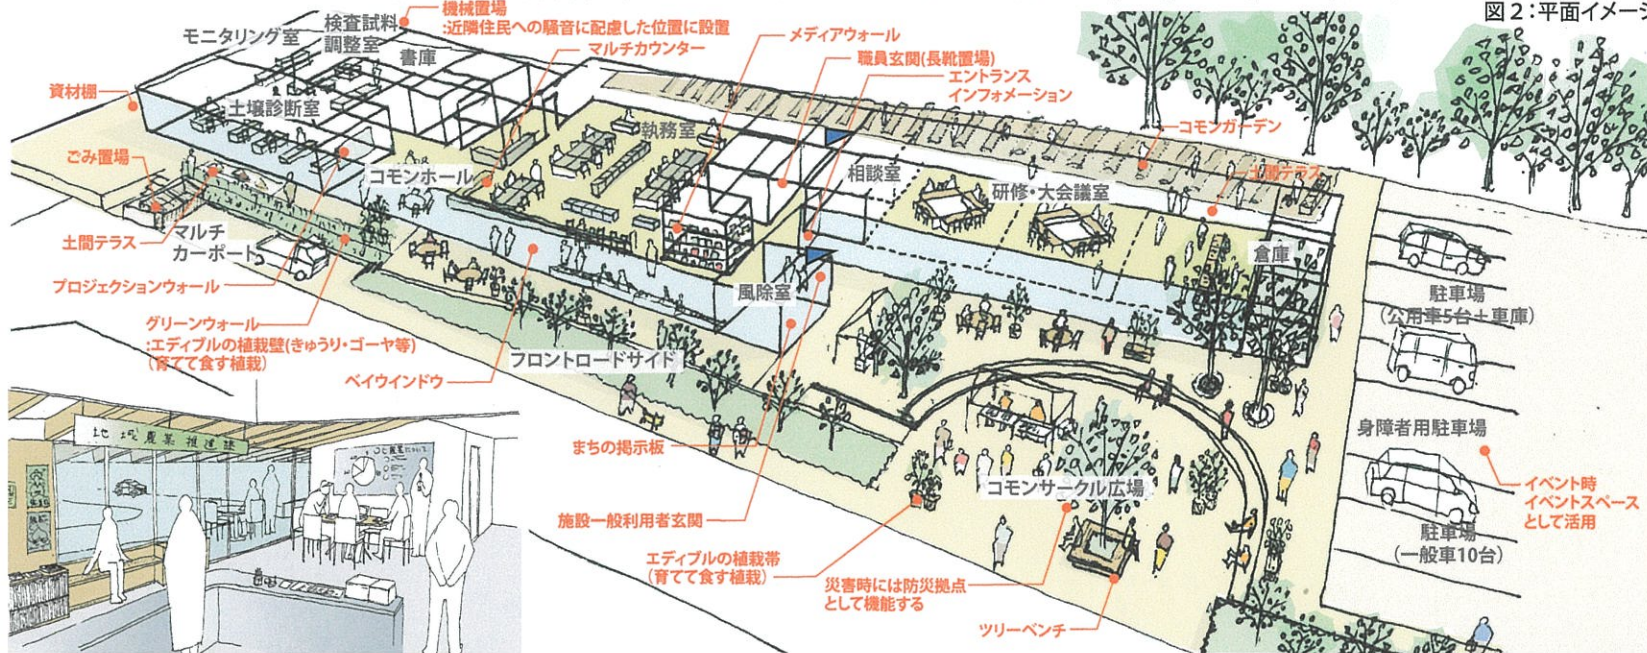 図2：平面イメージ
機械置場
:近隣住民への騒音に配慮した位置に設置
検査試料
調整室
モニタリング室
書庫
マルチカウンター
メディアウォール
職員玄関(長靴置場)
エントランス
インフォメーション
資材棚
土壌診断室
執務室
コモンガーデン
ごみ置場
コモンホール
相談室
研修・大会議室
土間テラス
土間テラス
マルチ
カーポート
倉庫
プロジェクションウォール
風除室
駐車場
(公用車5台＋車庫)
グリーンウォール
:エディブルの植栽壁(きゅうり・ゴーヤ等)
(育てて食す植栽)
フロントロードサイド
ベイウインドウ
地域農業推進課
まちの掲示板
身障者用駐車場
コモンサークル広場
イベント時
イベントスペース
として活用
施設一般利用者玄関
駐車場
(一般車10台)
エディブルの植栽帯
(育てて食す植栽)
災害時には防災拠点
として機能する
ツリーベンチ